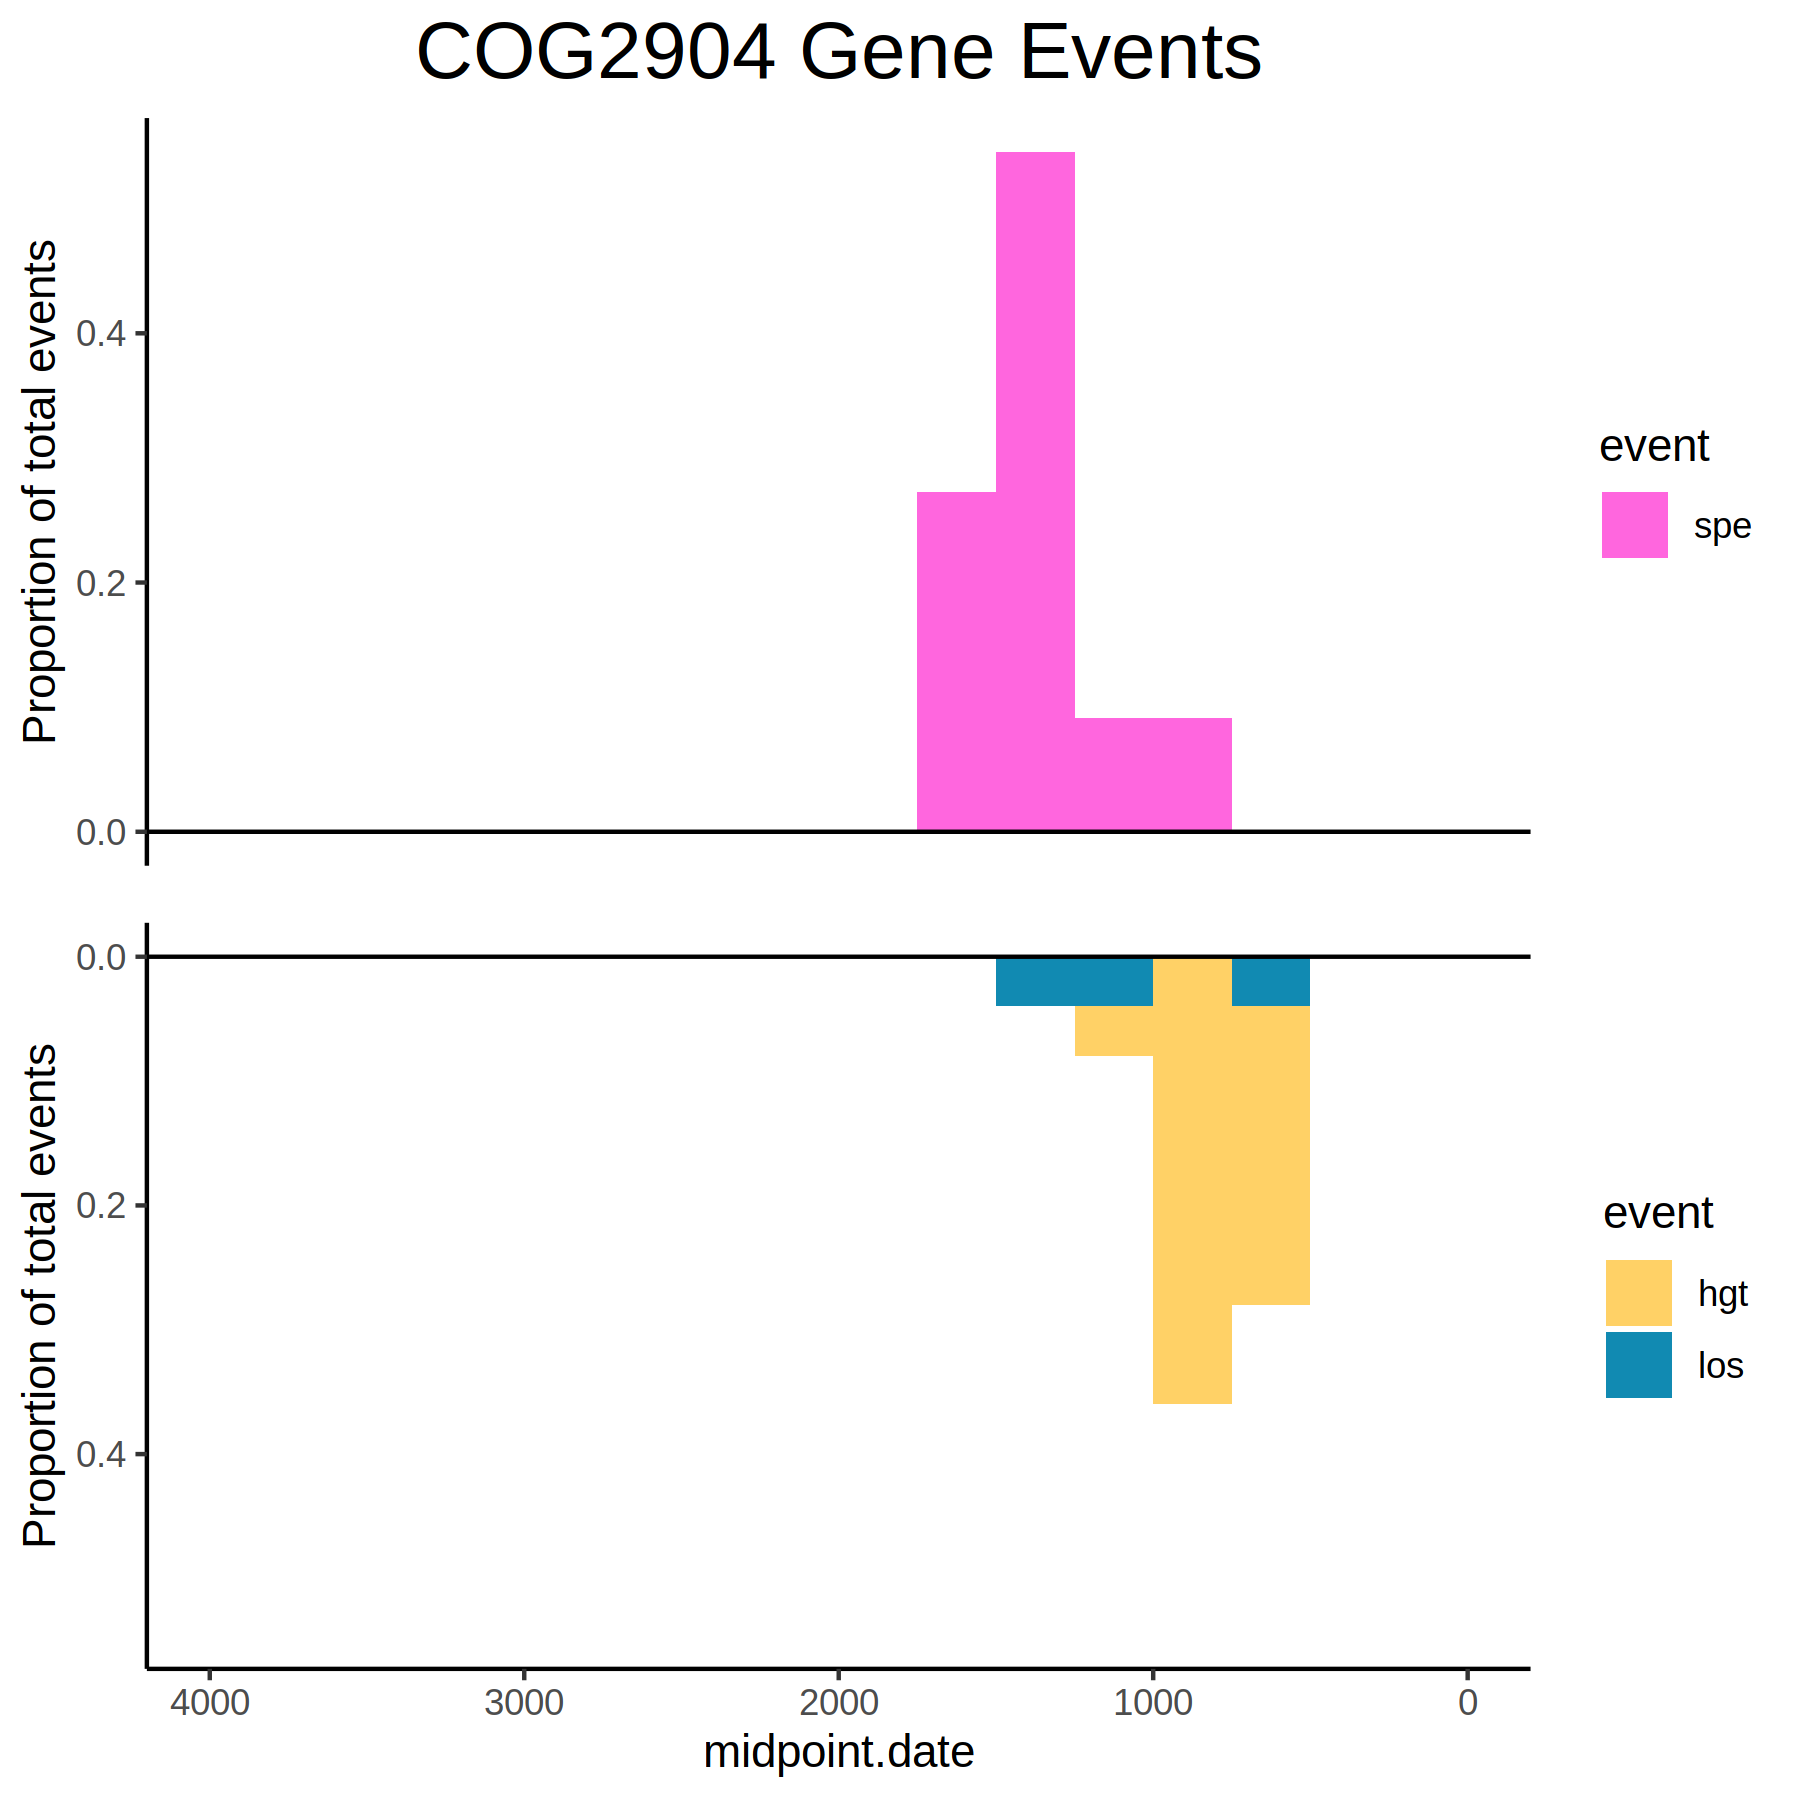 COG2904 Gene Events
Proportion of total events
0.4
0.2
0.0
event
spe
Proportion of total events
0.0
0.2
0.4
event
hgt
los
4000 3000 2000 1000 0
midpoint.date